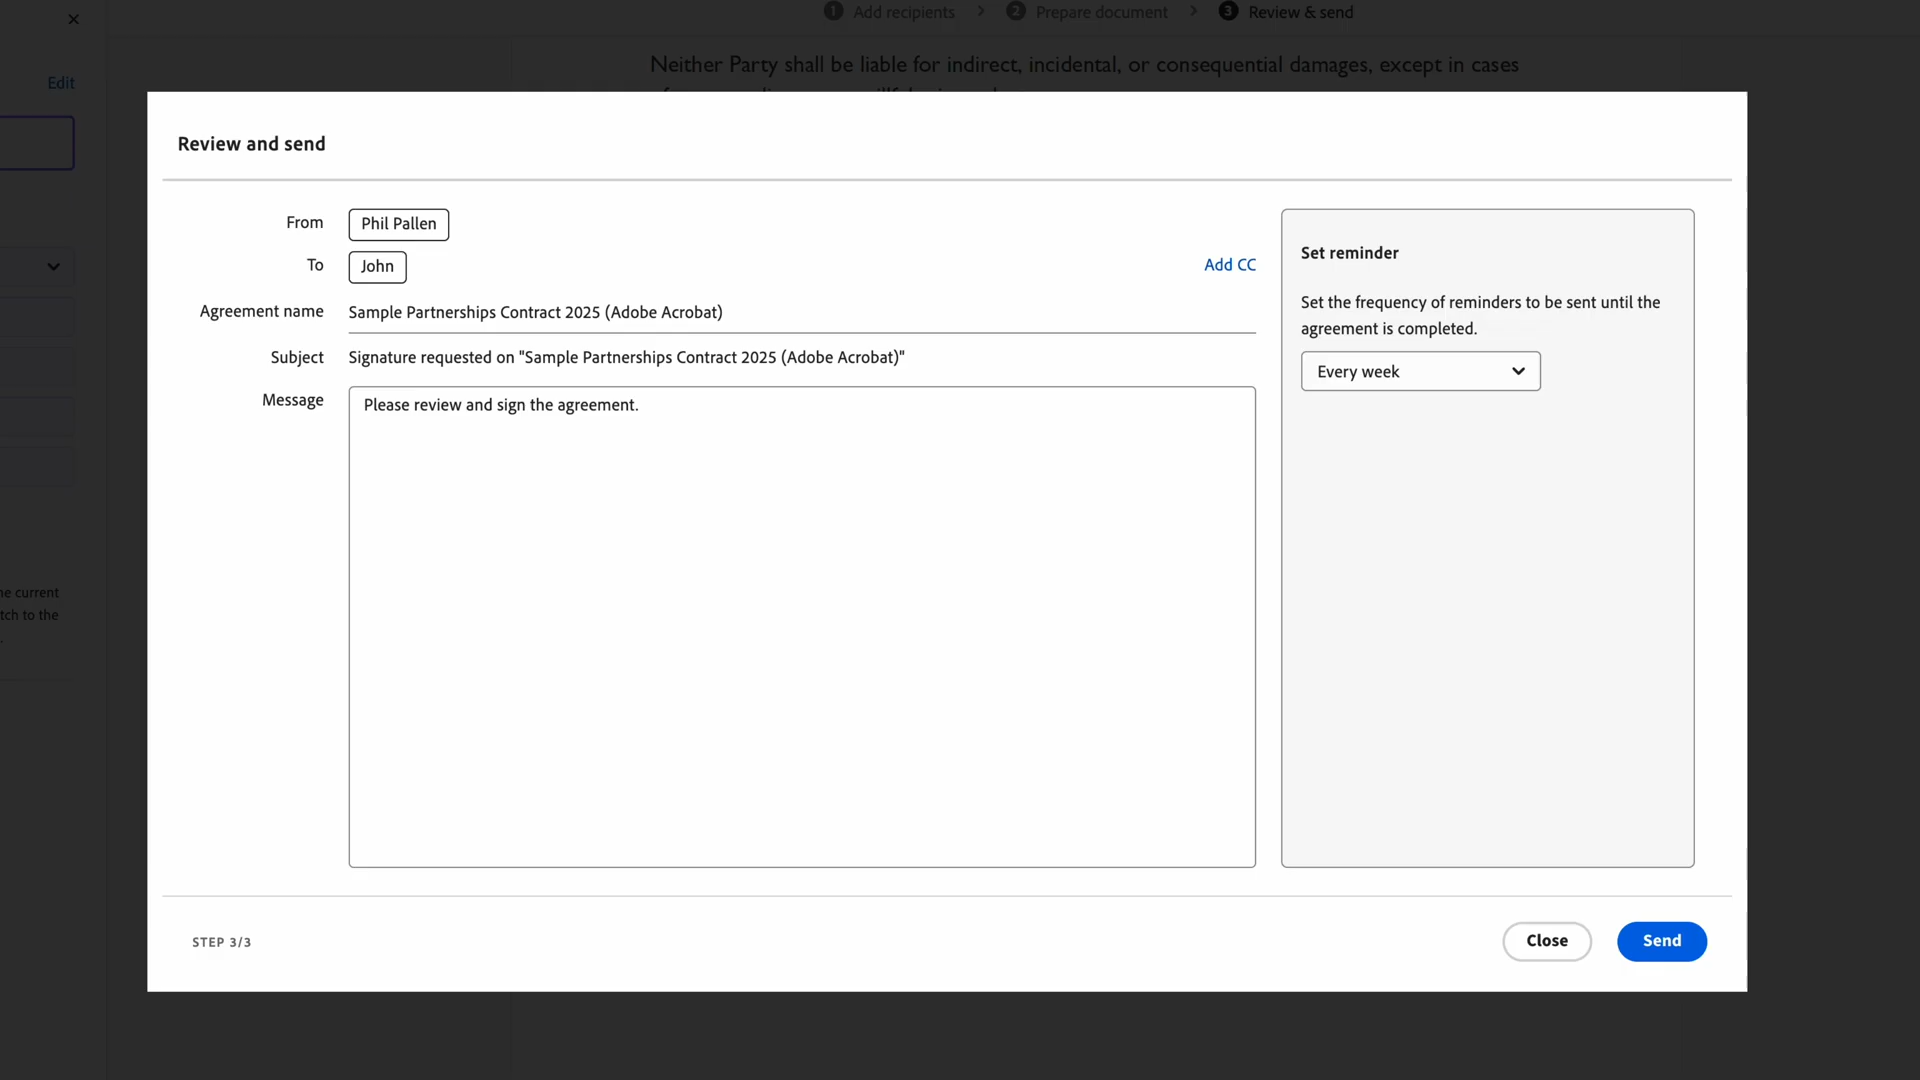 1 Add recipients > 2 Prepare document > 3 Review & send
Edit
Neither Party shall be liable for indirect, incidental, or consequential damages, except in cases
Review and send
From Phil Pallen
To John Add CC
Agreement name Sample Partnerships Contract 2025 (Adobe Acrobat)
Subject Signature requested on "Sample Partnerships Contract 2025 (Adobe Acrobat)"
Message Please review and sign the agreement.
Set reminder
Set the frequency of reminders to be sent until the
agreement is completed.
Every week
current
to the
STEP 3/3
Close
Send